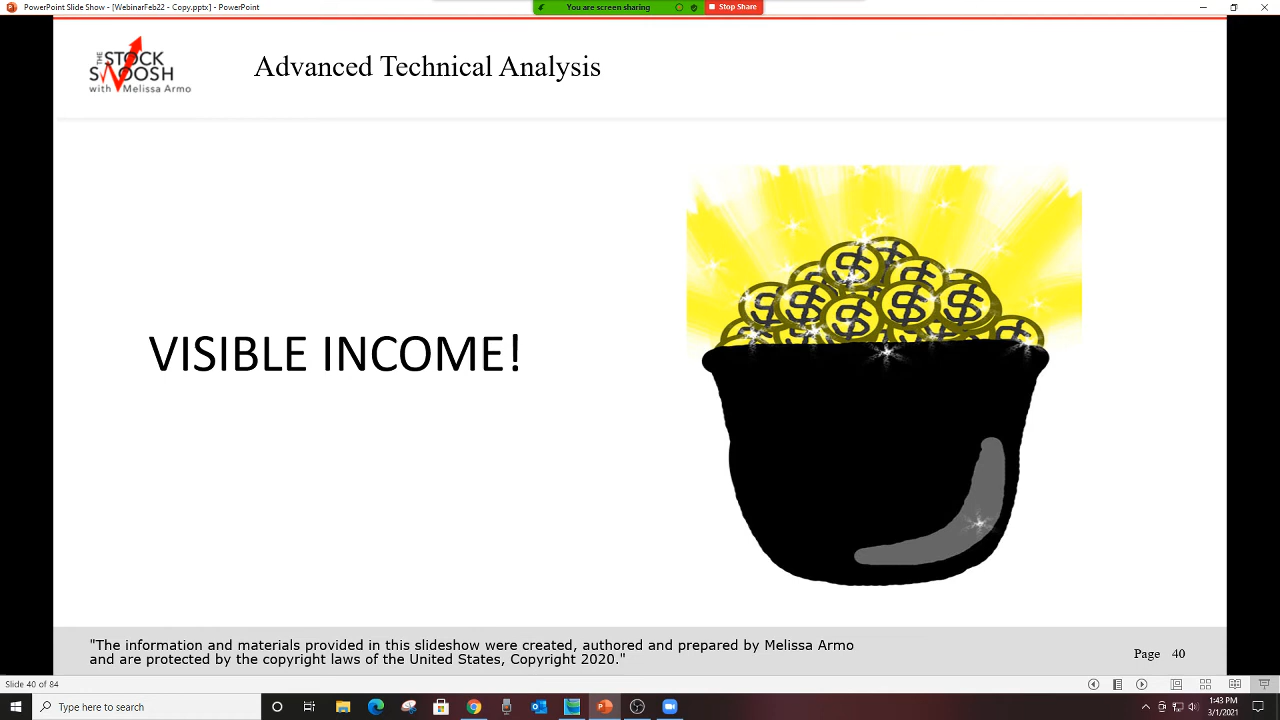 PowerPoint Slide Show - [WebinarFeb22 - Copy.pptx] - PowerPoint
You are screen sharing
Stop Share
THE
STOCK
SWOOSH
with Melissa Armo
Advanced Technical Analysis
VISIBLE INCOME!
$ $ $ $ $ $ $ $ $
"The information and materials provided in this slideshow were created, authored and prepared by Melissa Armo
and are protected by the copyright laws of the United States, Copyright 2020."
Page 40
Slide 40 of 84
Type here to search
1:43 PM
3/1/2021